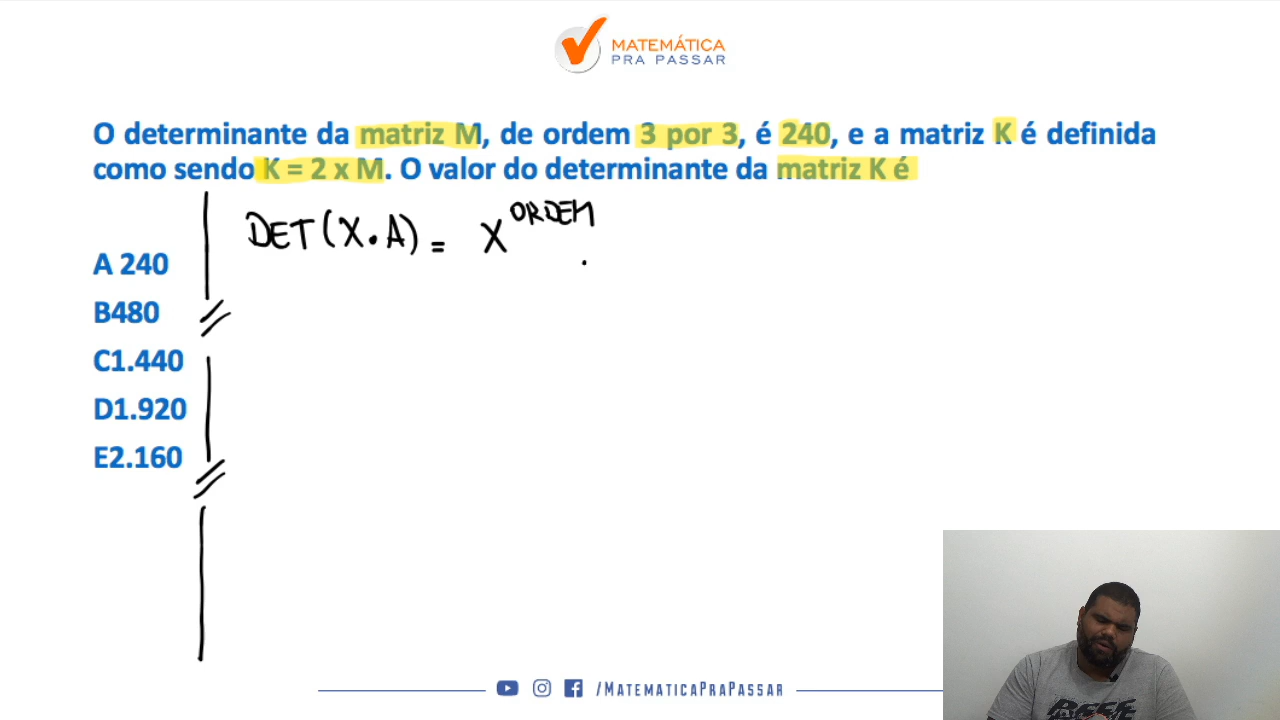 MATEMÁTICA
PRA PASSAR
O determinante da matriz M, de ordem 3 por 3, é 240, e a matriz K é definida
como sendo K = 2 x M. O valor do determinante da matriz K é
DET(X.A) = X^ORDEM .
A 240
B480
C1.440
D1.920
E2.160
/MatematicaPraPassar